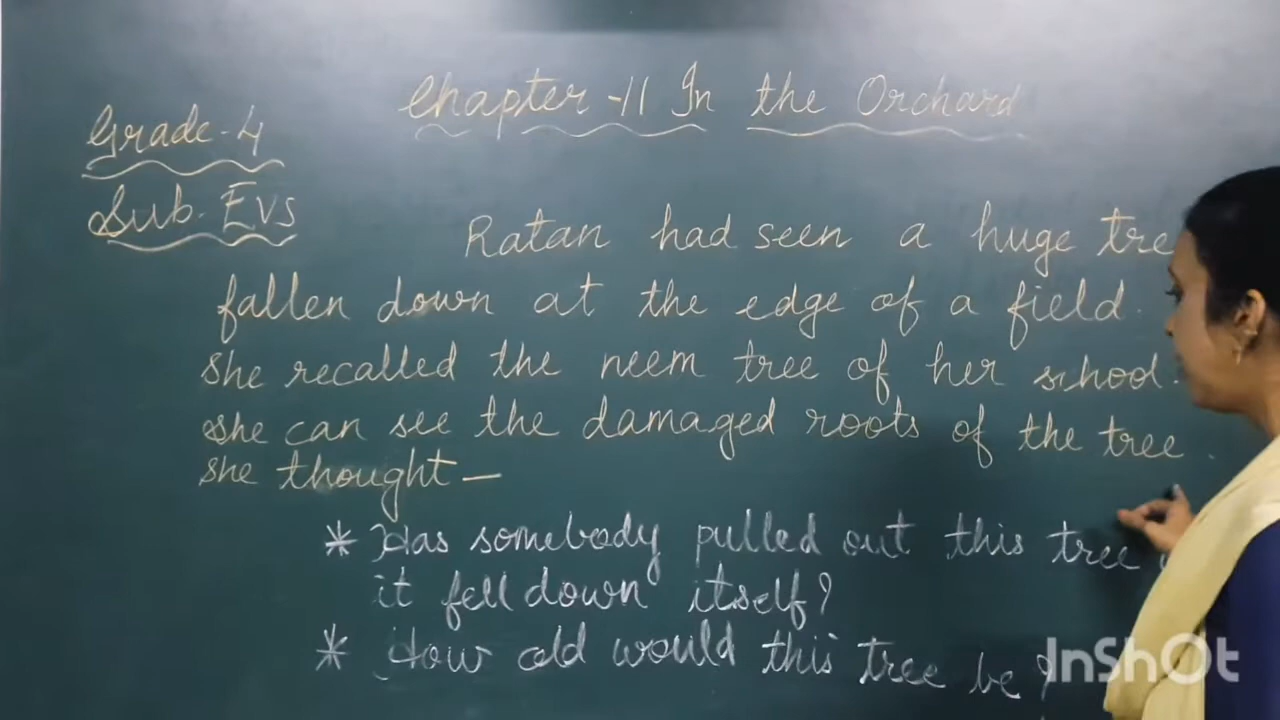 Chapter-11 In the Orchard
Grade-4
Sub. EVS
Ratan had seen a huge tre
fallen down at the edge of a field.
She recalled the neem tree of her school.
She can see the damaged roots of the tree.
She thought—
* Has somebody pulled out this tree
it fell down itself?
* How old would this tree be?
InShOt